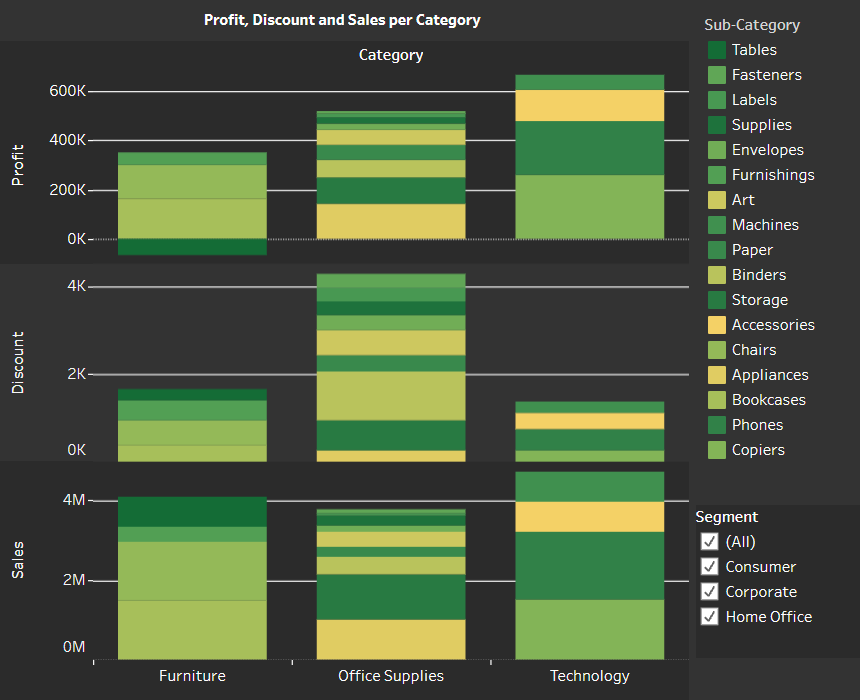 Profit, Discount and Sales per Category
Category
Profit
600K
400K
200K
0K
Discount
4K
2K
0K
Sales
4M
2M
0M
Furniture
Office Supplies
Technology
Sub-Category
Tables
Fasteners
Labels
Supplies
Envelopes
Furnishings
Art
Machines
Paper
Binders
Storage
Accessories
Chairs
Appliances
Bookcases
Phones
Copiers
Segment
(All)
Consumer
Corporate
Home Office